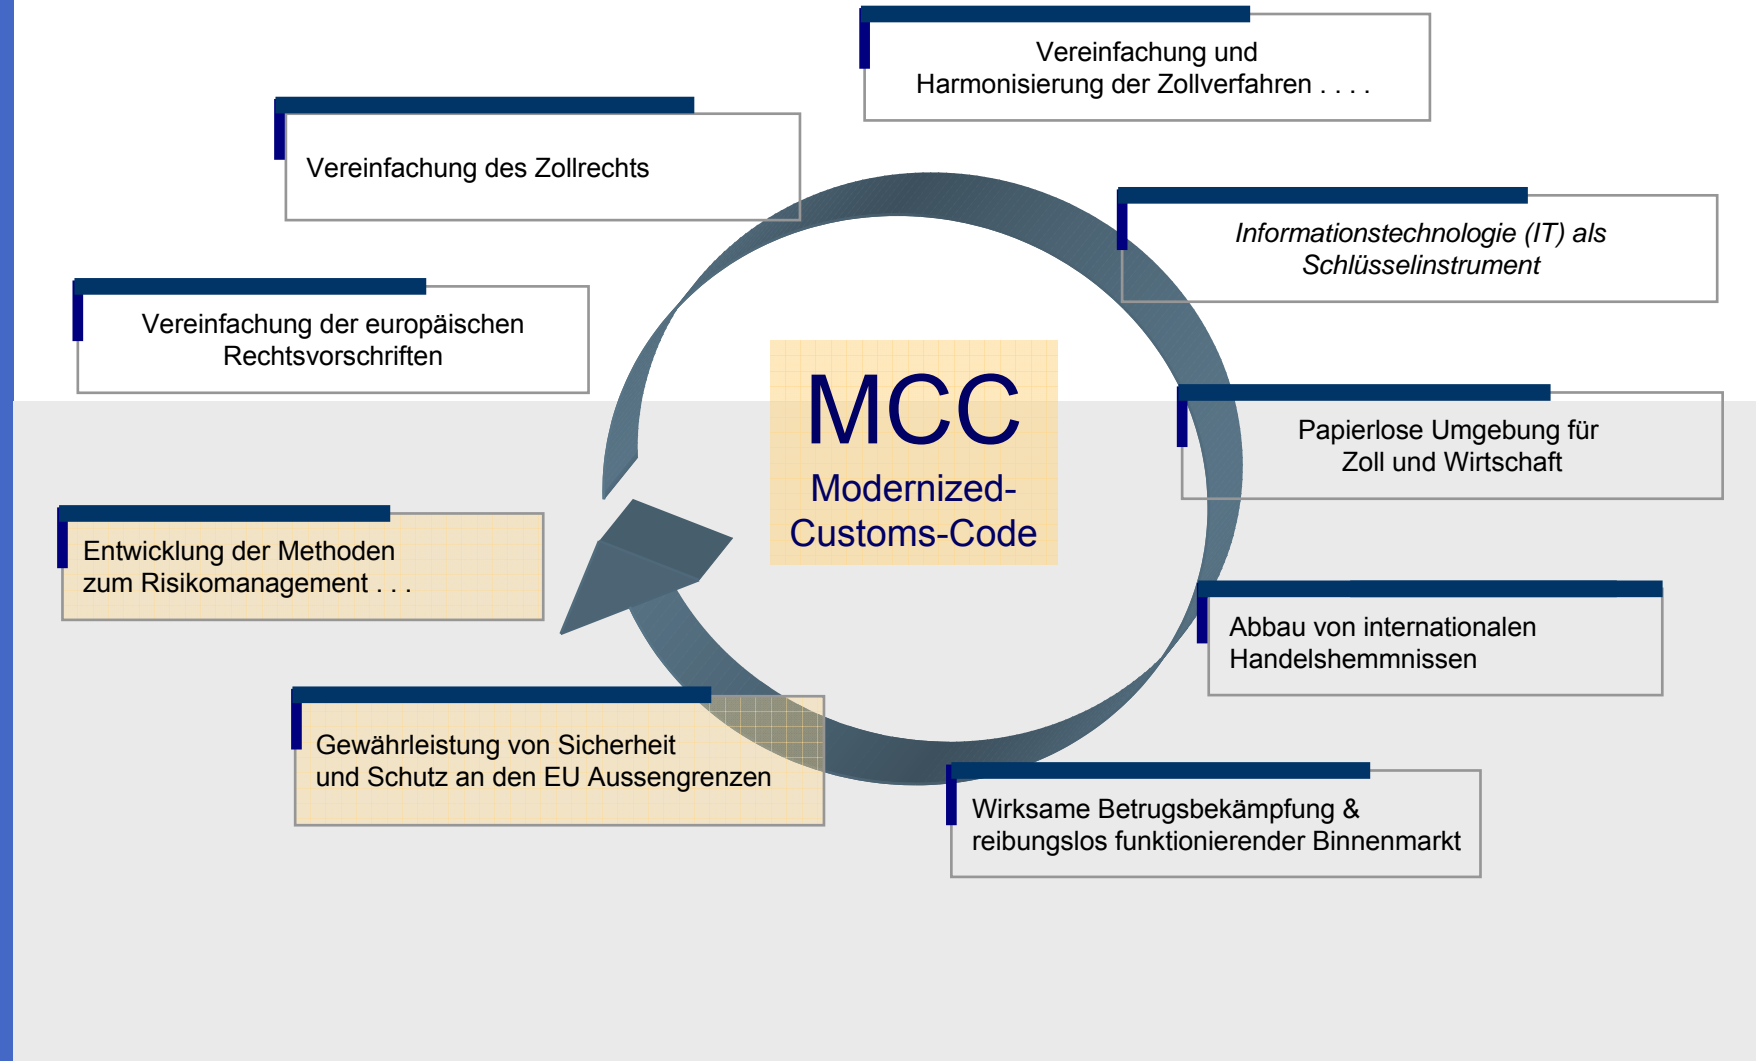 Vereinfachung und
Harmonisierung der Zollverfahren . . . .
Vereinfachung des Zollrechts
Informationstechnologie (IT) als
Schlüsselinstrument
Vereinfachung der europäischen
Rechtsvorschriften
MCC
Modernized-
Customs-Code
Papierlose Umgebung für
Zoll und Wirtschaft
Entwicklung der Methoden
zum Risikomanagement . . .
Abbau von internationalen
Handelshemmnissen
Gewährleistung von Sicherheit
und Schutz an den EU Aussengrenzen
Wirksame Betrugsbekämpfung &
reibungslos funktionierender Binnenmarkt